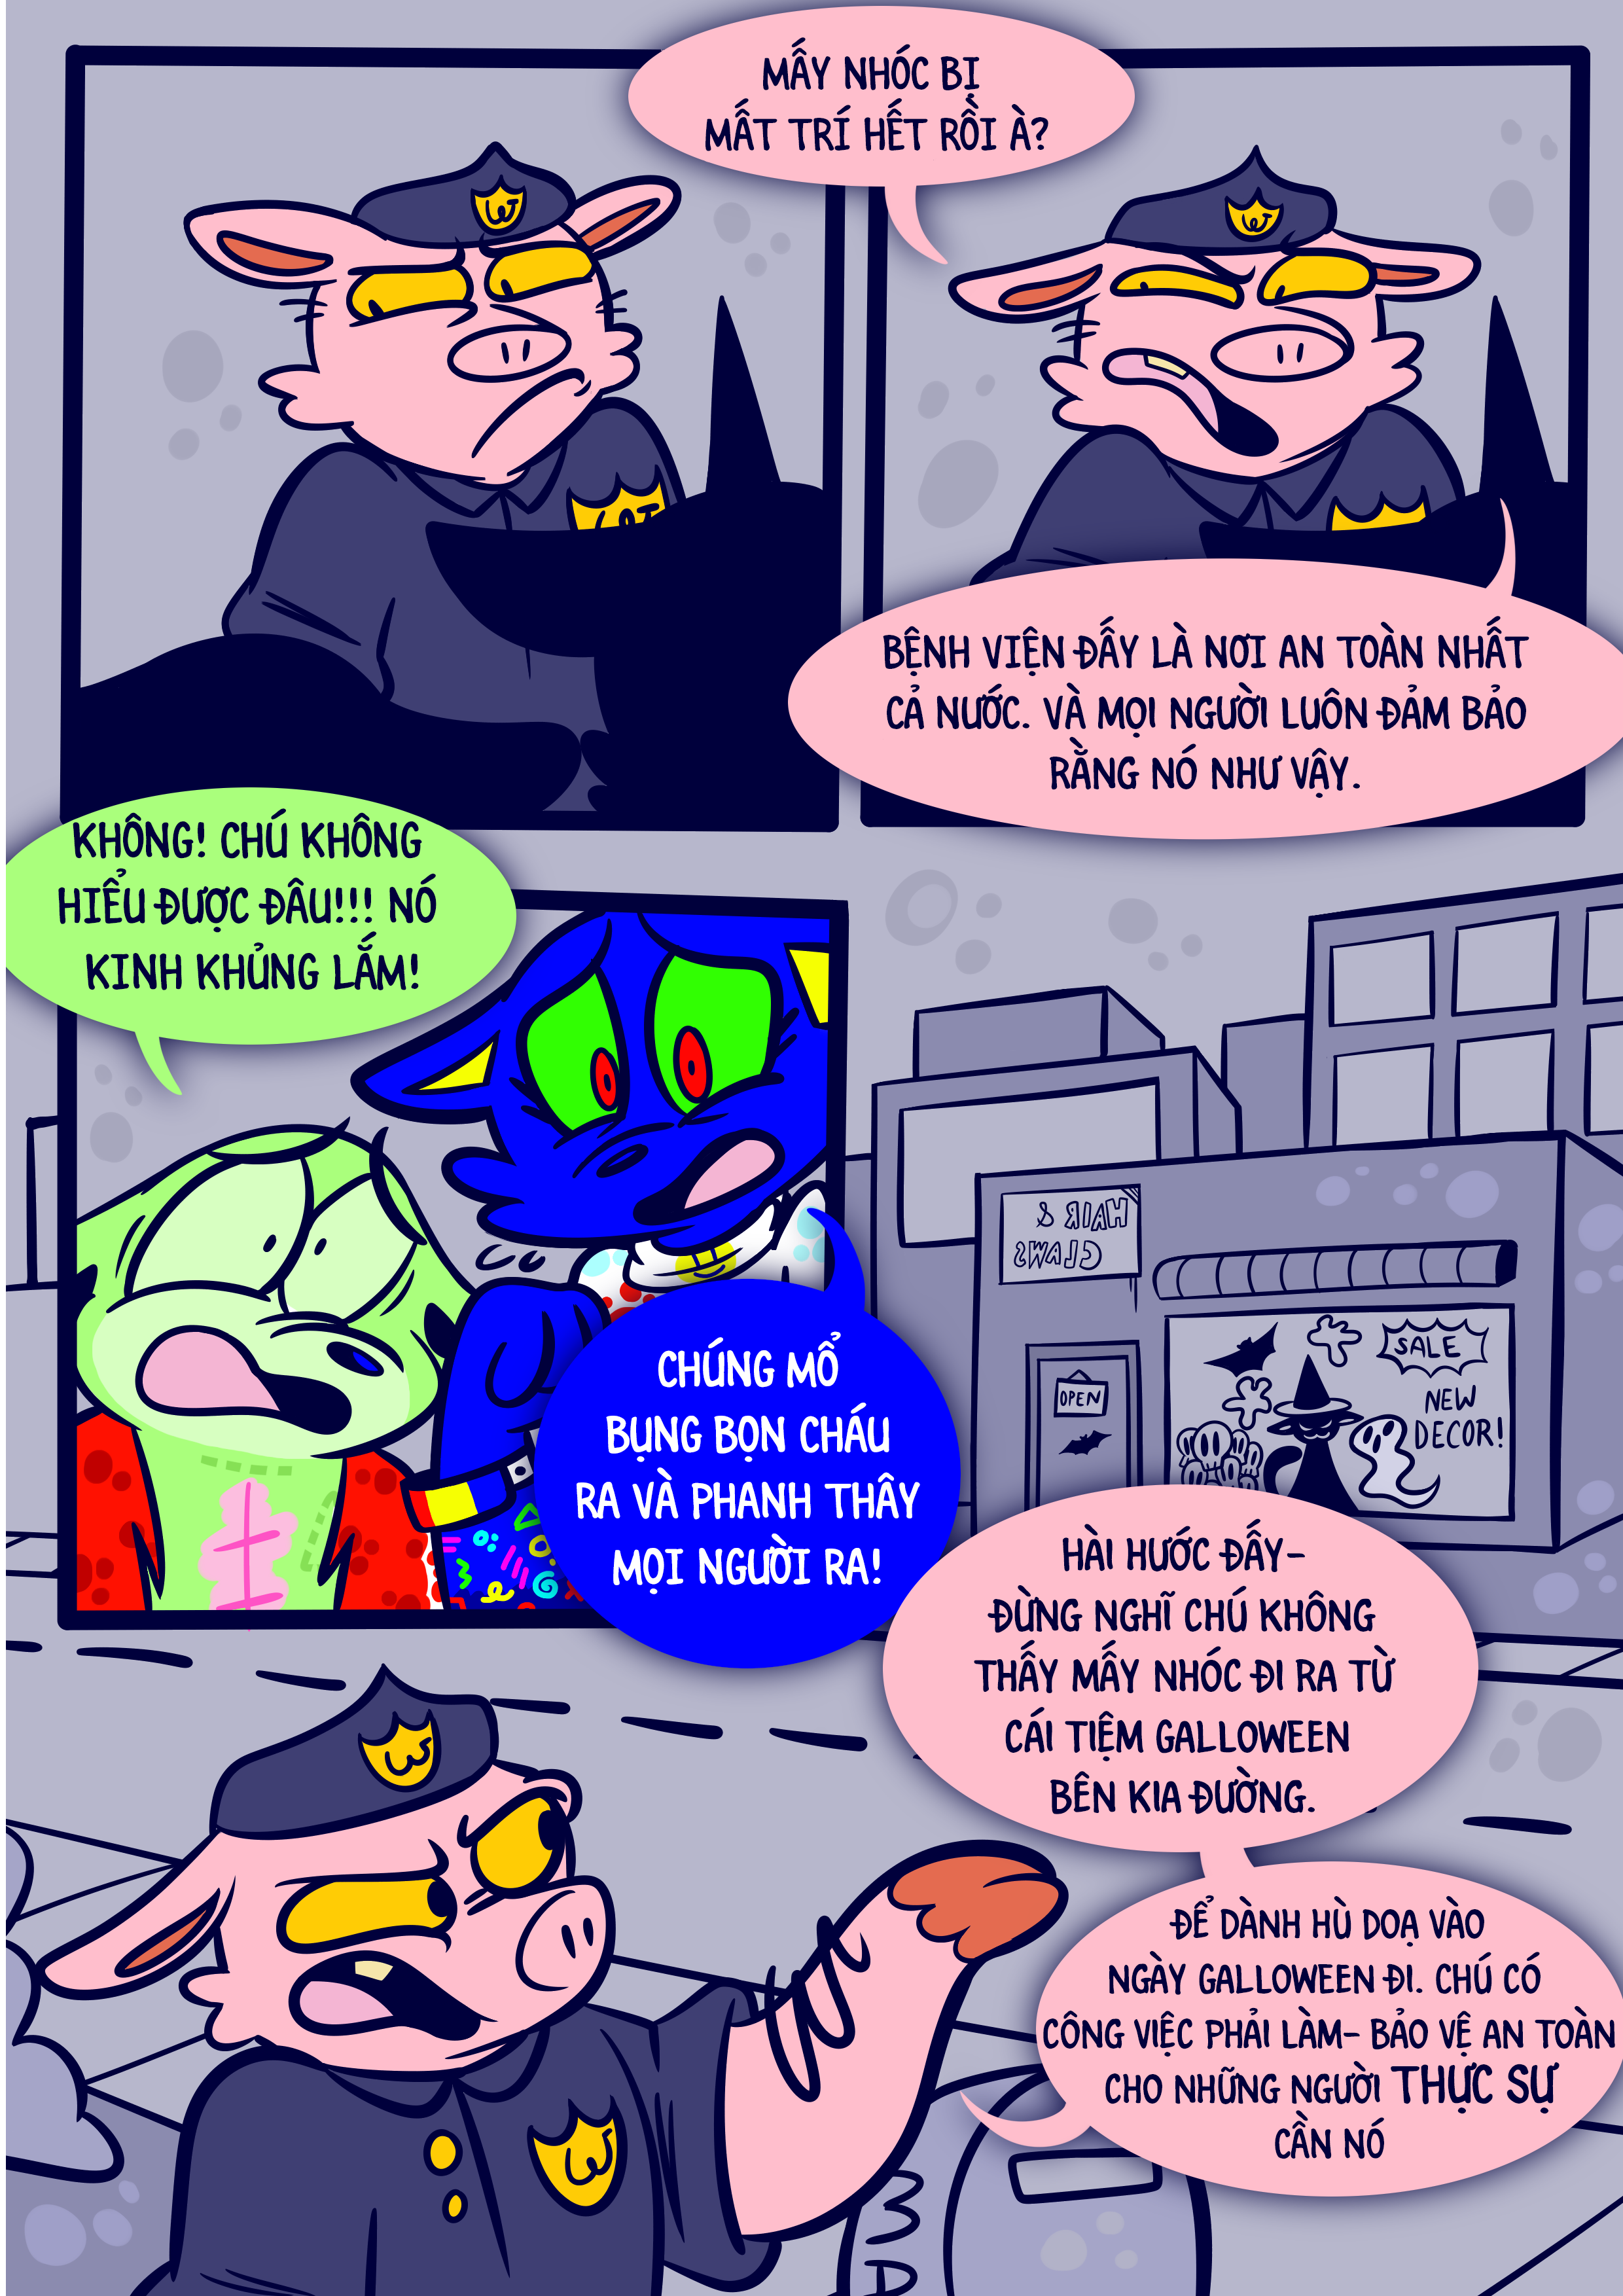 MẤY NHÓC BỊ
MẤT TRÍ HẾT RỒI À?
W
W
BỆNH VIỆN ĐẤY LÀ NƠI AN TOÀN NHẤT
CẢ NƯỚC. VÀ MỌI NGƯỜI LUÔN ĐẢM BẢO
RẰNG NÓ NHƯ VẬY.
KHÔNG! CHÚ KHÔNG
HIỂU ĐƯỢC ĐÂU!!! NÓ
KINH KHỦNG LẮM!
CHÚNG MỔ
BỤNG BỌN CHÁU
RA VÀ PHANH THÂY
MỌI NGƯỜI RA!
HAIR &
CLAWS
OPEN
SALE
NEW
DECOR!
HÀI HƯỚC ĐẤY-
ĐỪNG NGHĨ CHÚ KHÔNG
THẤY MẤY NHÓC ĐI RA TỪ
CÁI TIỆM GALLOWEEN
BÊN KIA ĐƯỜNG.
W
ĐỂ DÀNH HÙ DOẠ VÀO
NGÀY GALLOWEEN ĐI. CHÚ CÓ
CÔNG VIỆC PHẢI LÀM- BẢO VỆ AN TOÀN
CHO NHỮNG NGƯỜI THỰC SỰ
CẦN NÓ
W